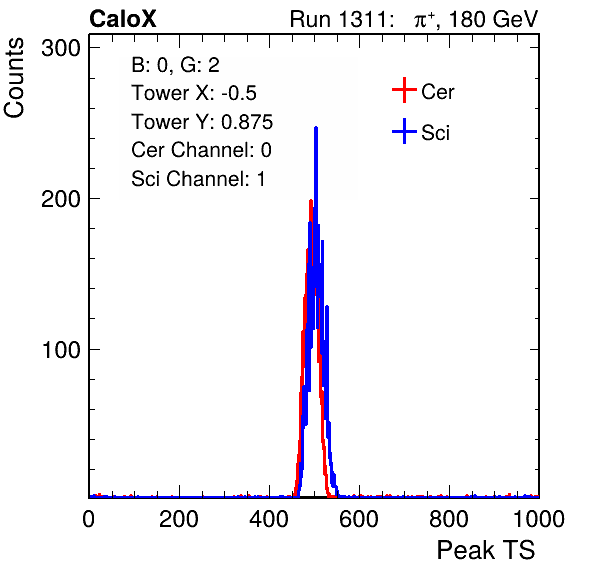 CaloX Run 1311: π⁺, 180 GeV
B: 0, G: 2
Tower X: -0.5
Tower Y: 0.875
Cer Channel: 0
Sci Channel: 1
Cer
Sci
Counts
300
200
100
0 200 400 600 800 1000
Peak TS